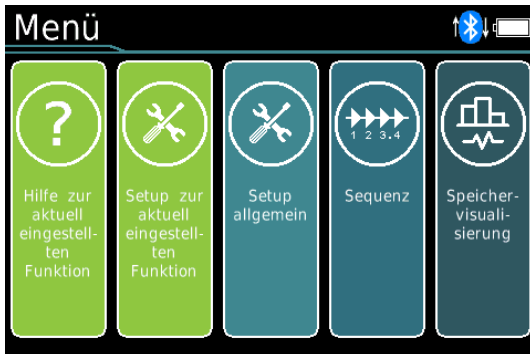 Menü
?
Hilfe zur
aktuell
eingestell-
ten
Funktion
Setup zur
aktuell
eingestell-
ten
Funktion
Setup
allgemein
1 2 3.4
Sequenz
Speicher-
visuali-
sierung